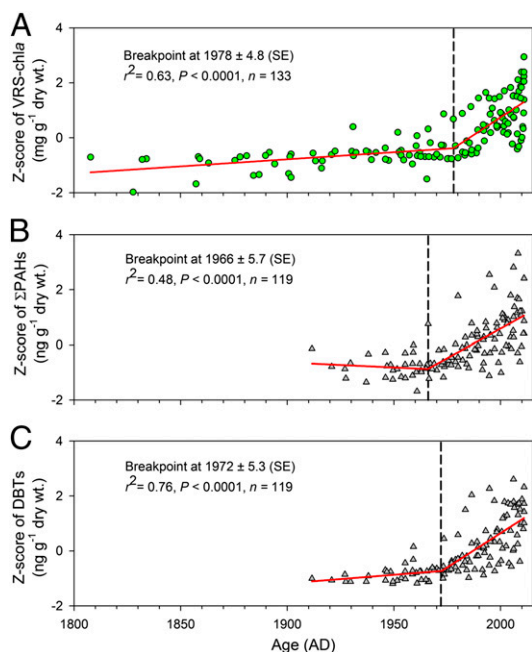 A
Z-score of VRS-chla
(mg g⁻¹ dry wt.)
4
2
0
-2
Breakpoint at 1978 ± 4.8 (SE)
r² = 0.63, P < 0.0001, n = 133
B
Z-score of ΣPAHs
(ng g⁻¹ dry wt.)
4
2
0
-2
Breakpoint at 1966 ± 5.7 (SE)
r² = 0.48, P < 0.0001, n = 119
C
Z-score of DBTs
(ng g⁻¹ dry wt.)
4
2
0
-2
Breakpoint at 1972 ± 5.3 (SE)
r² = 0.76, P < 0.0001, n = 119
1800 1850 1900 1950 2000
Age (AD)